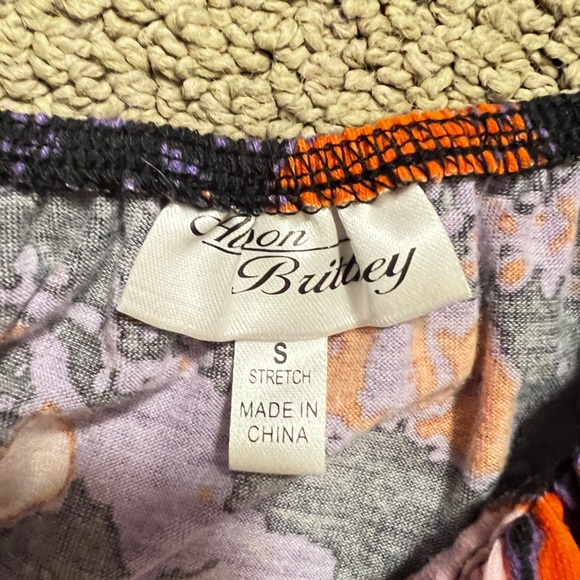 Alison
Brittney
S
STRETCH
MADE IN
CHINA